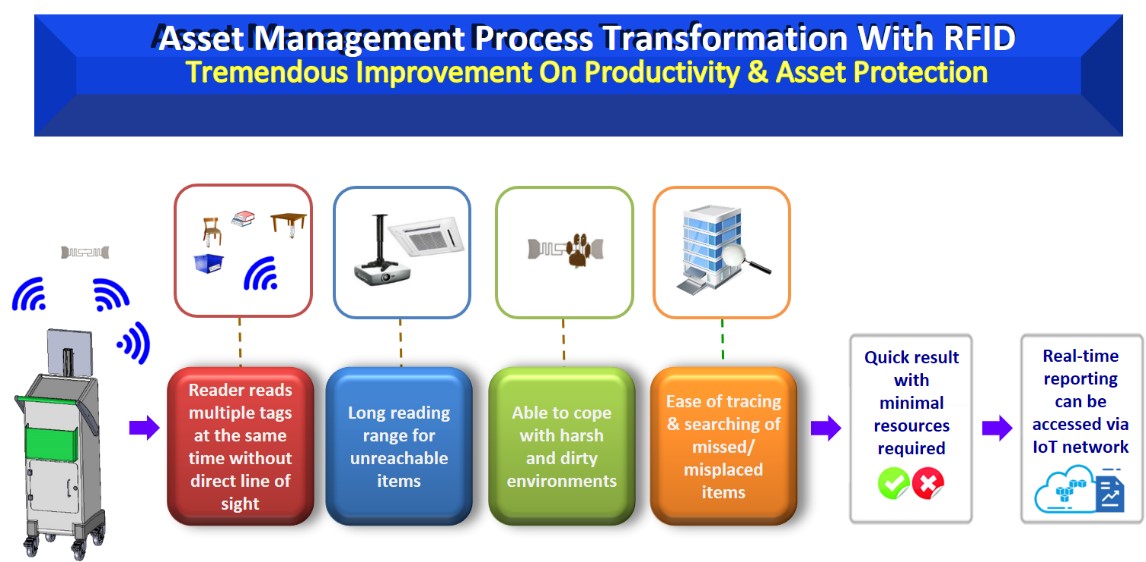 Asset Management Process Transformation With RFID
Tremendous Improvement On Productivity & Asset Protection
Reader reads
multiple tags
at the same
time without
direct line of
sight
Long reading
range for
unreachable
items
Able to cope
with harsh
and dirty
environments
Ease of tracing
& searching of
missed/
misplaced
items
Quick result
with
minimal
resources
required
Real-time
reporting
can be
accessed via
IoT network